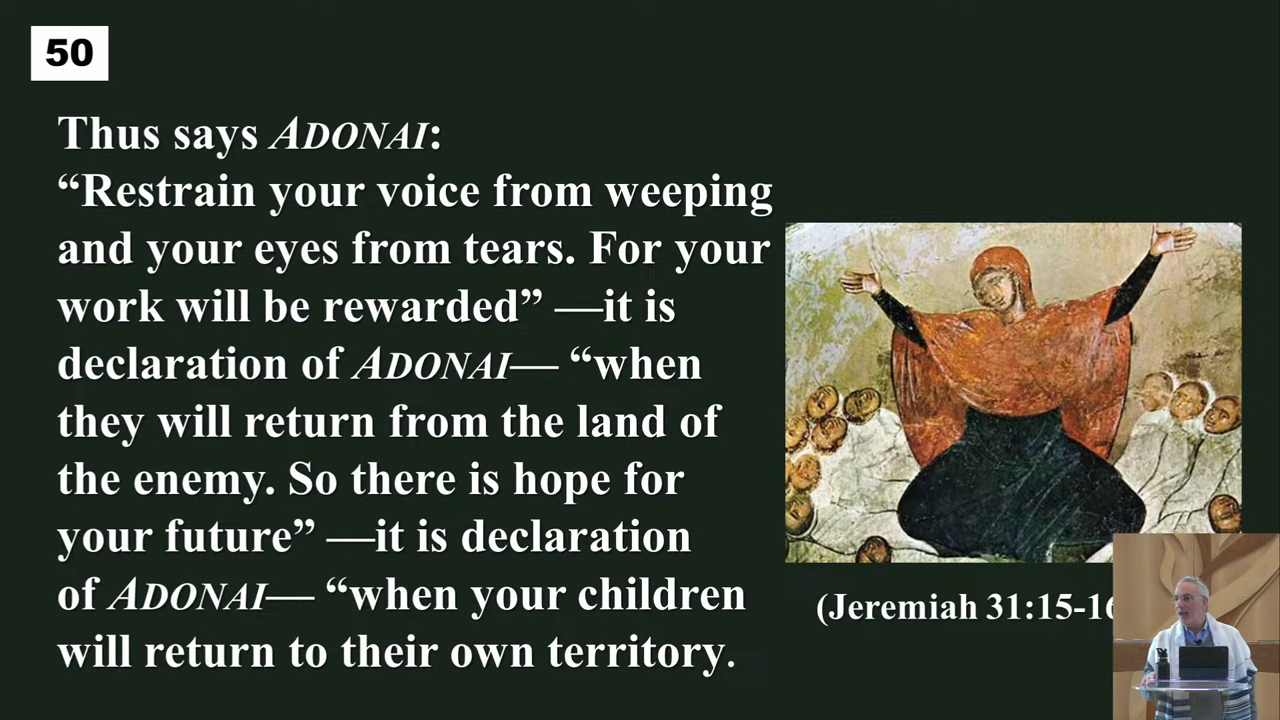 50
Thus says ADONAI:
“Restrain your voice from weeping
and your eyes from tears. For your
work will be rewarded” —it is
declaration of ADONAI— “when
they will return from the land of
the enemy. So there is hope for
your future” —it is declaration
of ADONAI— “when your children
will return to their own territory.
(Jeremiah 31:15-16